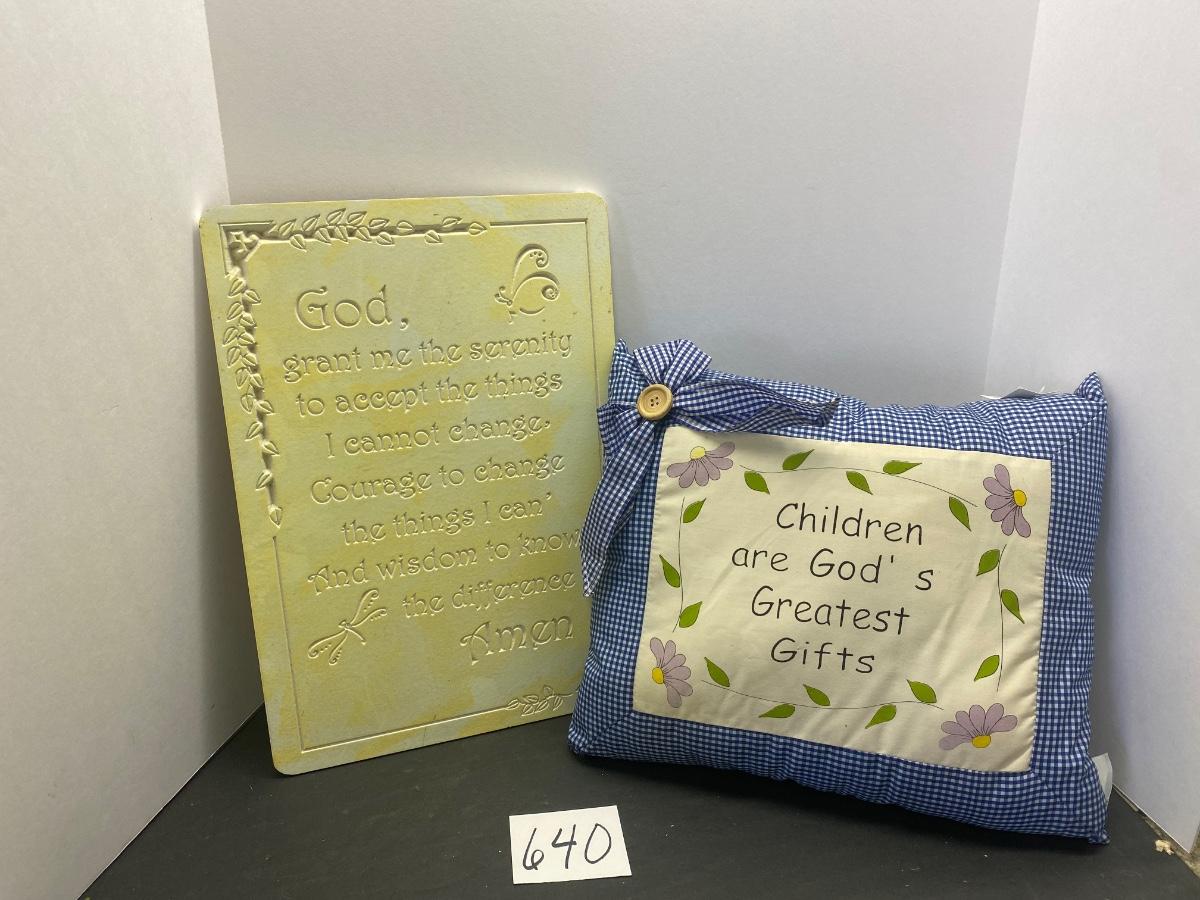 God,
grant me the serenity
to accept the things
I cannot change,
Courage to change
the things I can'
And wisdom to know
the difference
Amen
Children
are God' s
Greatest
Gifts
640